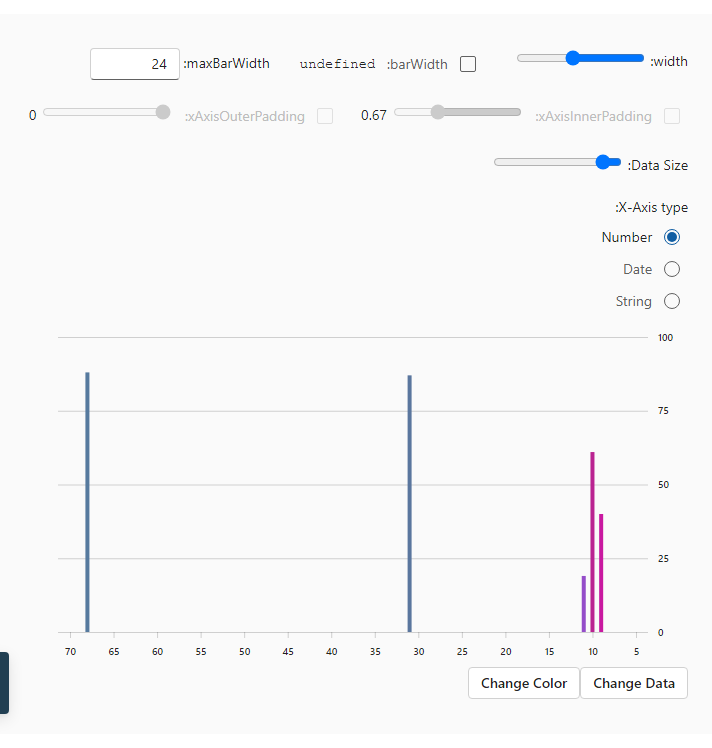 :width
undefined :barWidth
24 :maxBarWidth
:xAxisInnerPadding
0.67
:xAxisOuterPadding
0
:Data Size
:X-Axis type
Number
Date
String
100
75
50
25
0
70 65 60 55 50 45 40 35 30 25 20 15 10 5
Change Color Change Data